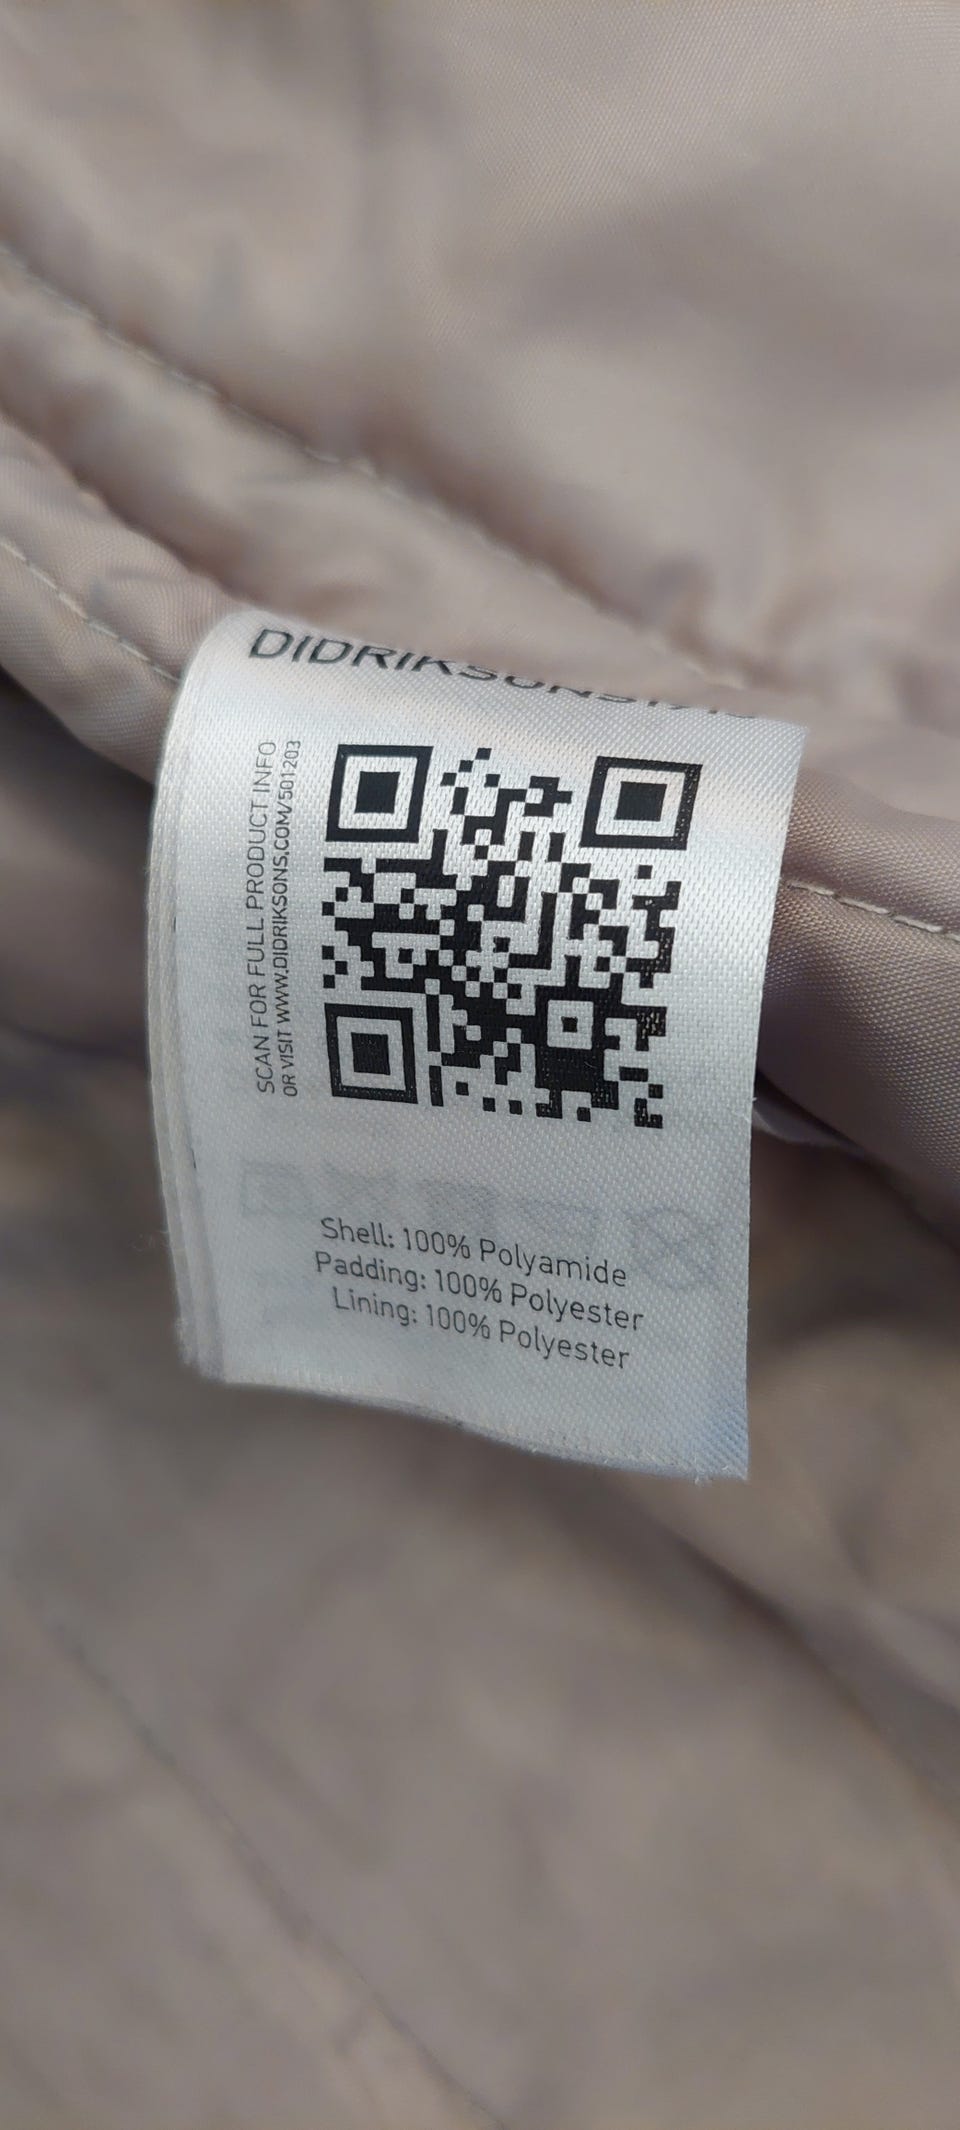 DIDRIKSONS1913
SCAN FOR FULL PRODUCT INFO
OR VISIT WWW.DIDRIKSONS.COM/501203
Shell: 100% Polyamide
Padding: 100% Polyester
Lining: 100% Polyester